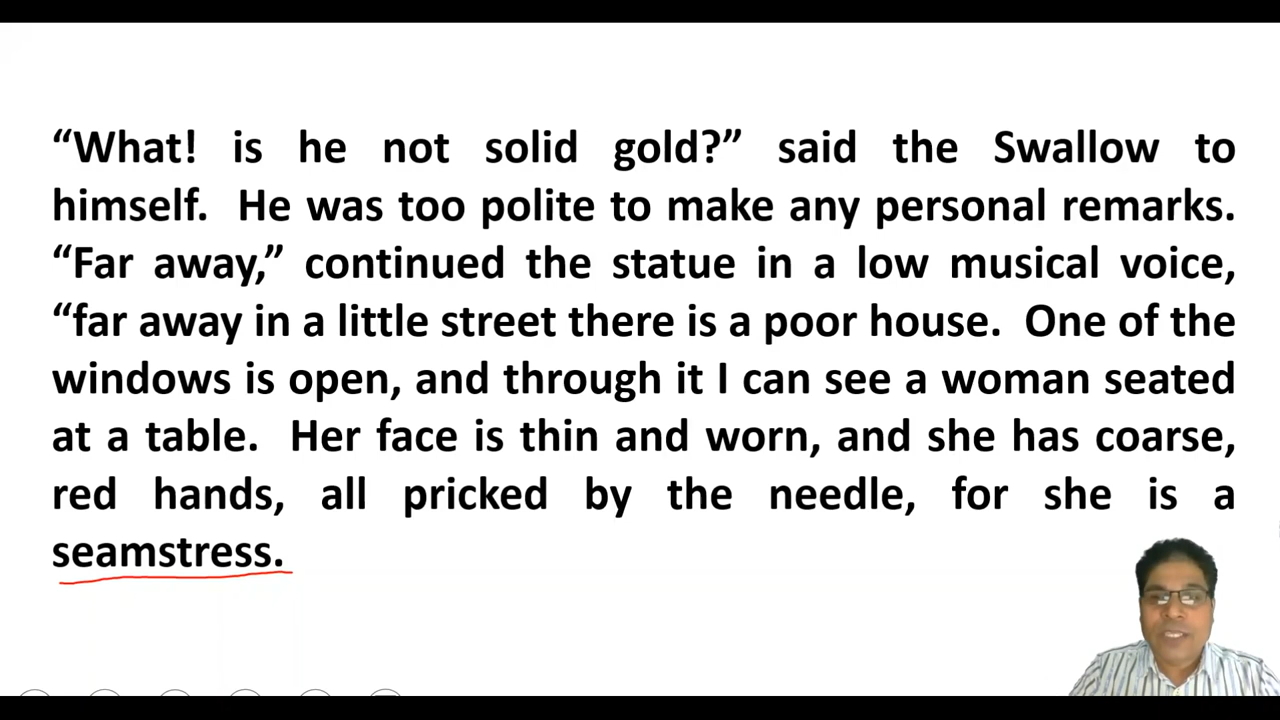 “What! is he not solid gold?” said the Swallow to
himself. He was too polite to make any personal remarks.
“Far away,” continued the statue in a low musical voice,
“far away in a little street there is a poor house. One of the
windows is open, and through it I can see a woman seated
at a table. Her face is thin and worn, and she has coarse,
red hands, all pricked by the needle, for she is a
seamstress.